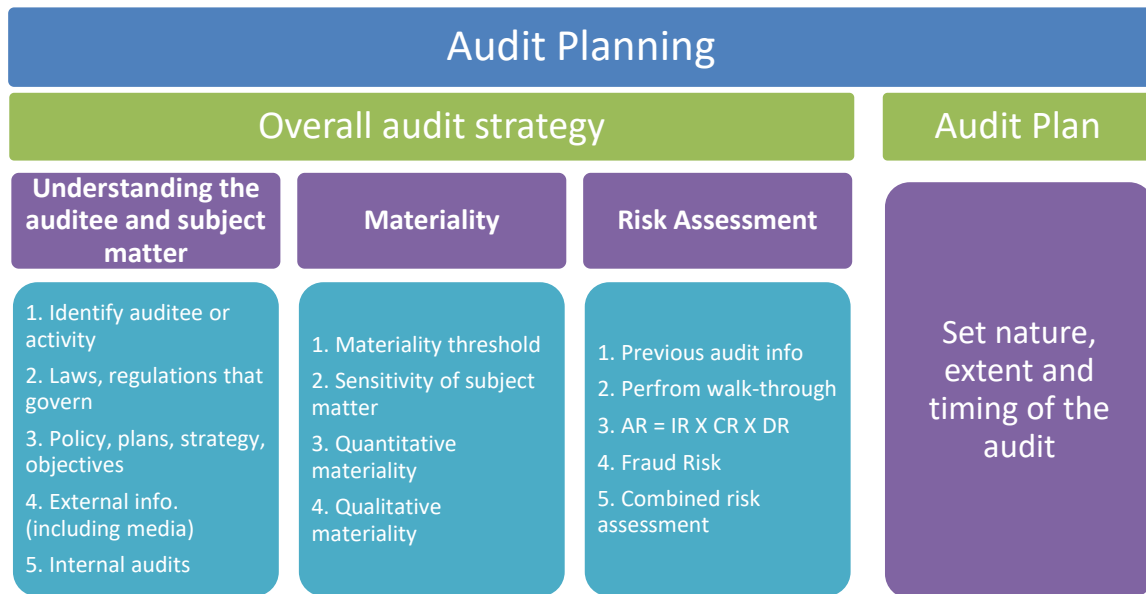 Audit Planning
Overall audit strategy
Audit Plan
Understanding the
auditee and subject
matter
Materiality
Risk Assessment
1. Identify auditee or
activity
2. Laws, regulations that
govern
3. Policy, plans, strategy,
objectives
4. External info.
(including media)
5. Internal audits
1. Materiality threshold
2. Sensitivity of subject
matter
3. Quantitative
materiality
4. Qualitative
materiality
1. Previous audit info
2. Perfrom walk-through
3. AR = IR X CR X DR
4. Fraud Risk
5. Combined risk
assessment
Set nature,
extent and
timing of the
audit